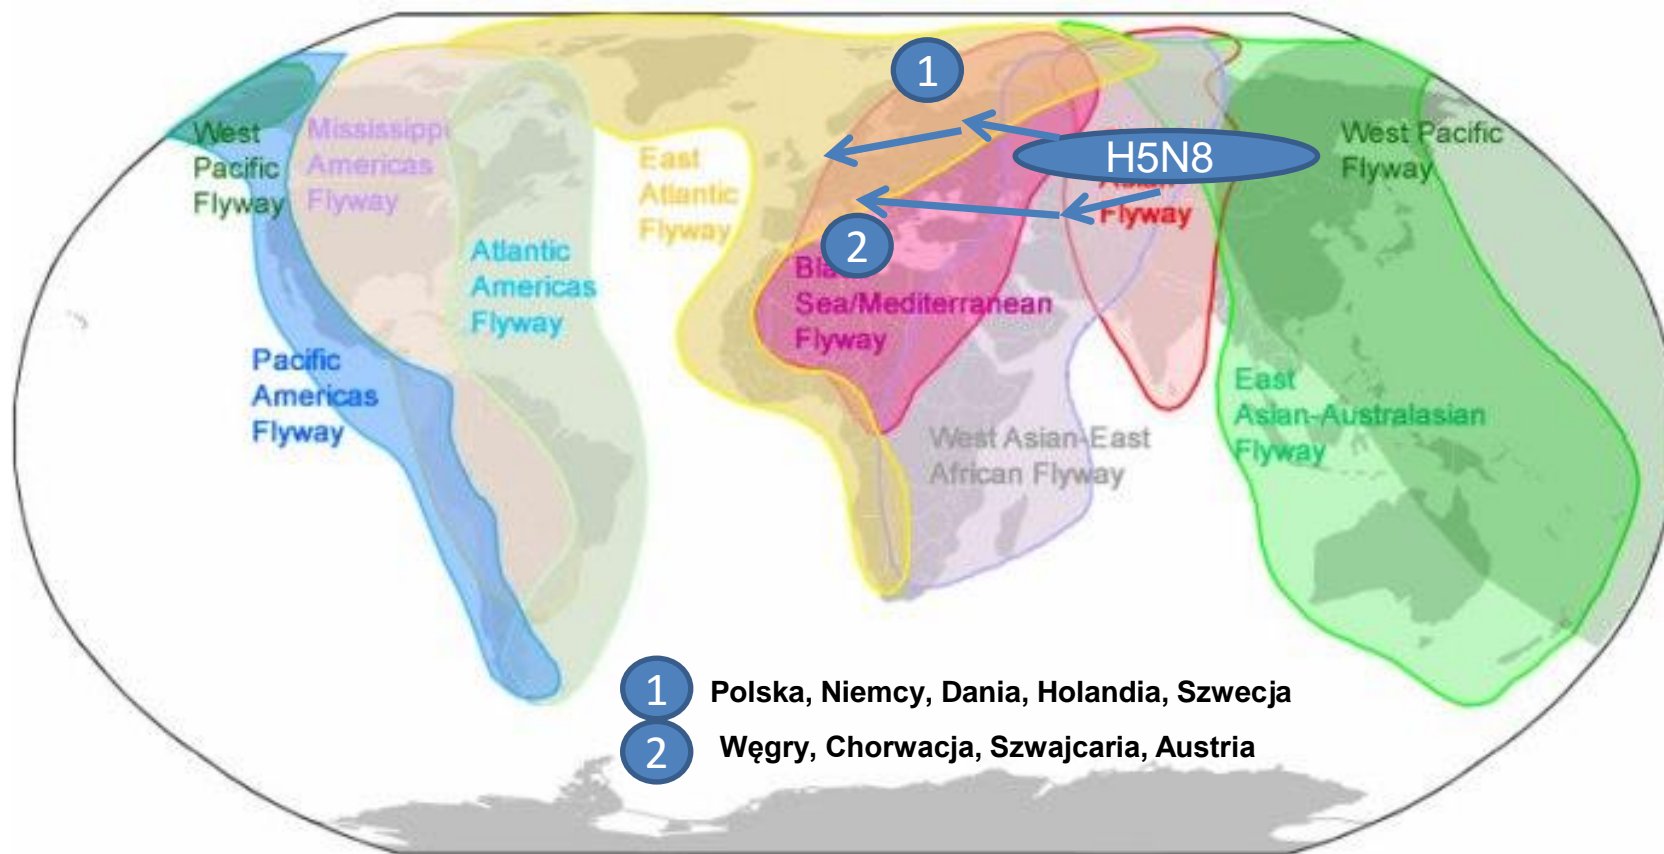 1
H5N8
West
Pacific
Flyway
Mississippi
Americas
Flyway
East
Atlantic
Flyway
Asian
Flyway
West Pacific
Flyway
2
Atlantic
Americas
Flyway
Sea/Mediterranean
Flyway
Pacific
Americas
Flyway
East
Asian-Australasian
Flyway
West Asian-East
African Flyway
1 Polska, Niemcy, Dania, Holandia, Szwecja
2 Węgry, Chorwacja, Szwajcaria, Austria